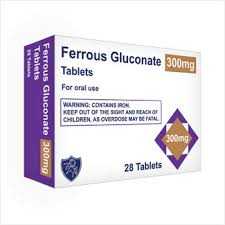 Ferrous Gluconate 300mg
Tablets
For oral use
WARNING: CONTAINS IRON.
KEEP OUT OF THE SIGHT AND REACH OF
CHILDREN, AS OVERDOSE MAY BE FATAL.
300mg
28 Tablets
Ferrous Gluconate 300mg
Tablets
28 Tablets